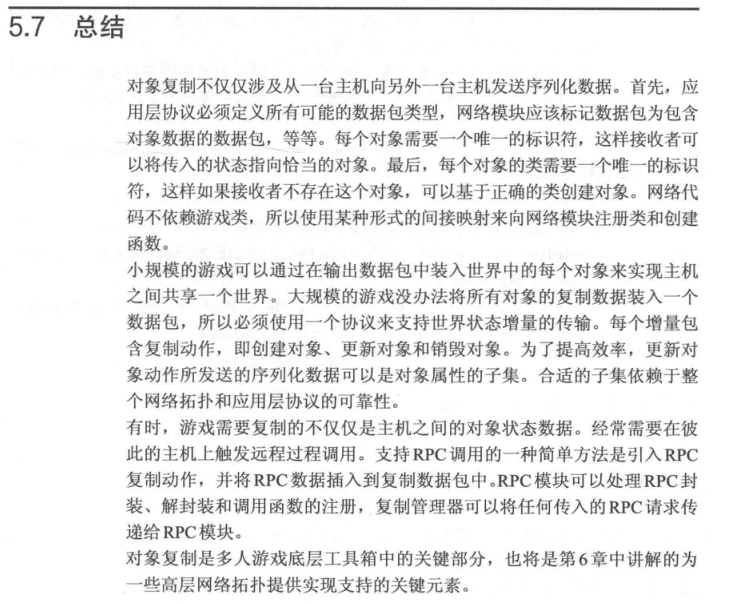 5.7 总结
对象复制不仅仅涉及从一台主机向另外一台主机发送序列化数据。首先，应
用层协议必须定义所有可能的数据包类型，网络模块应该标记数据包为包含
对象数据的数据包，等等。每个对象需要一个唯一的标识符，这样接收者可
以将传入的状态指向恰当的对象。最后，每个对象的类需要一个唯一的标识
符，这样如果接收者不存在这个对象，可以基于正确的类创建对象。网络代
码不依赖游戏类，所以使用某种形式的间接映射来向网络模块注册类和创建
函数。
小规模的游戏可以通过在输出数据包中装入世界中的每个对象来实现主机
之间共享一个世界。大规模的游戏没办法将所有对象的复制数据装入一个
数据包，所以必须使用一个协议来支持世界状态增量的传输。每个增量包
含复制动作，即创建对象、更新对象和销毁对象。为了提高效率，更新对
象动作所发送的序列化数据可以是对象属性的子集。合适的子集依赖于整
个网络拓扑和应用层协议的可靠性。
有时，游戏需要复制的不仅仅是主机之间的对象状态数据。经常需要在彼
此的主机上触发远程过程调用。支持RPC调用的一种简单方法是引入RPC
复制动作，并将RPC数据插入到复制数据包中。RPC模块可以处理RPC封
装、解封装和调用函数的注册，复制管理器可以将任何传入的RPC请求传
递给RPC模块。
对象复制是多人游戏底层工具箱中的关键部分，也将是第6章中讲解的为
一些高层网络拓扑提供实现支持的关键元素。